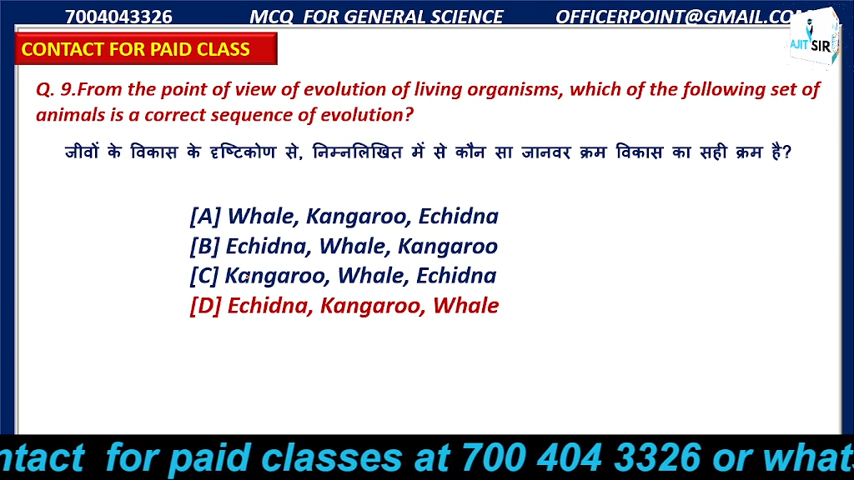 7004043326 MCQ FOR GENERAL SCIENCE OFFICERPOINT@GMAIL.COM
AJIT SIR
CONTACT FOR PAID CLASS
Q. 9.From the point of view of evolution of living organisms, which of the following set of
animals is a correct sequence of evolution?
जीवों के विकास के दृष्टिकोण से, निम्नलिखित में से कौन सा जानवर क्रम विकास का सही क्रम है?
[A] Whale, Kangaroo, Echidna
[B] Echidna, Whale, Kangaroo
[C] Kangaroo, Whale, Echidna
[D] Echidna, Kangaroo, Whale
ntact for paid classes at 700 404 3326 or what